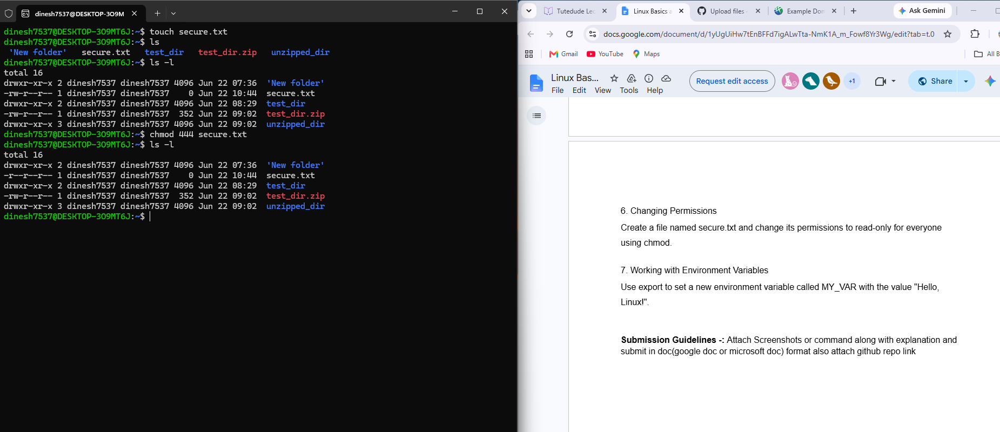 dinesh7537@DESKTOP-3O9M
dinesh7537@DESKTOP-3O9MT6J:~$ touch secure.txt
dinesh7537@DESKTOP-3O9MT6J:~$ ls
'New folder'   secure.txt   test_dir   test_dir.zip   unzipped_dir
dinesh7537@DESKTOP-3O9MT6J:~$ ls -l
total 16
drwxr-xr-x 2 dinesh7537 dinesh7537 4096 Jun 22 07:36 'New folder'
-rw-r--r-- 1 dinesh7537 dinesh7537    0 Jun 22 10:44 secure.txt
drwxr-xr-x 2 dinesh7537 dinesh7537 4096 Jun 22 08:29 test_dir
-rw-r--r-- 1 dinesh7537 dinesh7537  352 Jun 22 09:02 test_dir.zip
drwxr-xr-x 3 dinesh7537 dinesh7537 4096 Jun 22 09:02 unzipped_dir
dinesh7537@DESKTOP-3O9MT6J:~$ chmod 444 secure.txt
dinesh7537@DESKTOP-3O9MT6J:~$ ls -l
total 16
drwxr-xr-x 2 dinesh7537 dinesh7537 4096 Jun 22 07:36 'New folder'
-r--r--r-- 1 dinesh7537 dinesh7537    0 Jun 22 10:44 secure.txt
drwxr-xr-x 2 dinesh7537 dinesh7537 4096 Jun 22 08:29 test_dir
-rw-r--r-- 1 dinesh7537 dinesh7537  352 Jun 22 09:02 test_dir.zip
drwxr-xr-x 3 dinesh7537 dinesh7537 4096 Jun 22 09:02 unzipped_dir
dinesh7537@DESKTOP-3O9MT6J:~$
Tutedude Lec   Linux Basics a   Upload files   Example Dom   Ask Gemini
docs.google.com/document/d/1yUgUiHw7tEnBFFd7igALwTta-NmK1A_m_Fowf8Yr3Wg/edit?tab=t.0
Gmail   YouTube   Maps   All B
Linux Bas...   Request edit access   +1   Share
File   Edit   View   Tools   Help
6. Changing Permissions
Create a file named secure.txt and change its permissions to read-only for everyone
using chmod.
7. Working with Environment Variables
Use export to set a new environment variable called MY_VAR with the value "Hello,
Linux!".
Submission Guidelines -: Attach Screenshots or command along with explanation and
submit in doc(google doc or microsoft doc) format also attach github repo link